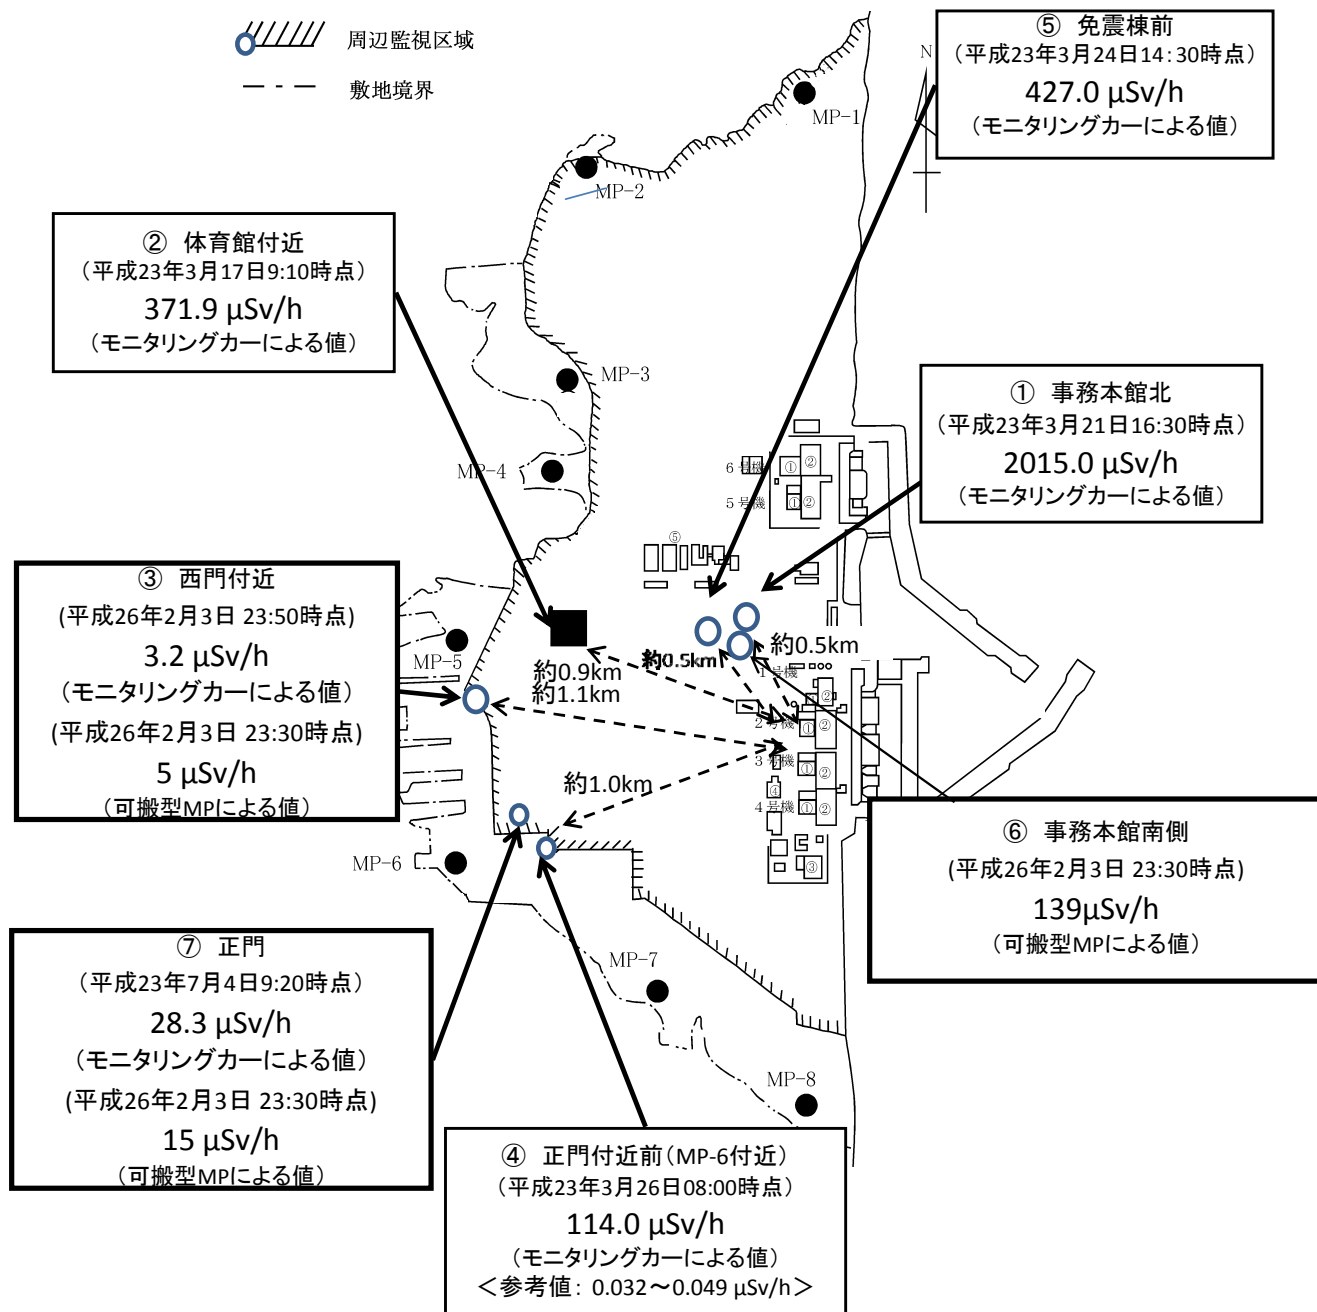 周辺監視区域
敷地境界
⑤ 免震棟前
（平成23年3月24日14:30時点）
427.0 μSv/h
（モニタリングカーによる値）
N
MP-1
MP-2
② 体育館付近
（平成23年3月17日9:10時点）
371.9 μSv/h
（モニタリングカーによる値）
MP-3
① 事務本館北
（平成23年3月21日16:30時点）
2015.0 μSv/h
（モニタリングカーによる値）
MP-4
6号機
①
②
5号機
①
②
⑤
③ 西門付近
(平成26年2月3日 23:50時点)
3.2 μSv/h
（モニタリングカーによる値）
(平成26年2月3日 23:30時点)
5 μSv/h
（可搬型MPによる値）
MP-5
約0.5km
約0.5km
約0.9km
約1.1km
1号機
②
2号機
①
②
3号機
①
②
約1.0km
④
4号機
①
②
③
MP-6
⑥ 事務本館南側
(平成26年2月3日 23:30時点)
139μSv/h
（可搬型MPによる値）
⑦ 正門
（平成23年7月4日9:20時点）
28.3 μSv/h
（モニタリングカーによる値）
(平成26年2月3日 23:30時点)
15 μSv/h
（可搬型MPによる値）
MP-7
MP-8
④ 正門付近前（MP-6付近）
（平成23年3月26日08:00時点）
114.0 μSv/h
（モニタリングカーによる値）
＜参考値：0.032～0.049 μSv/h＞